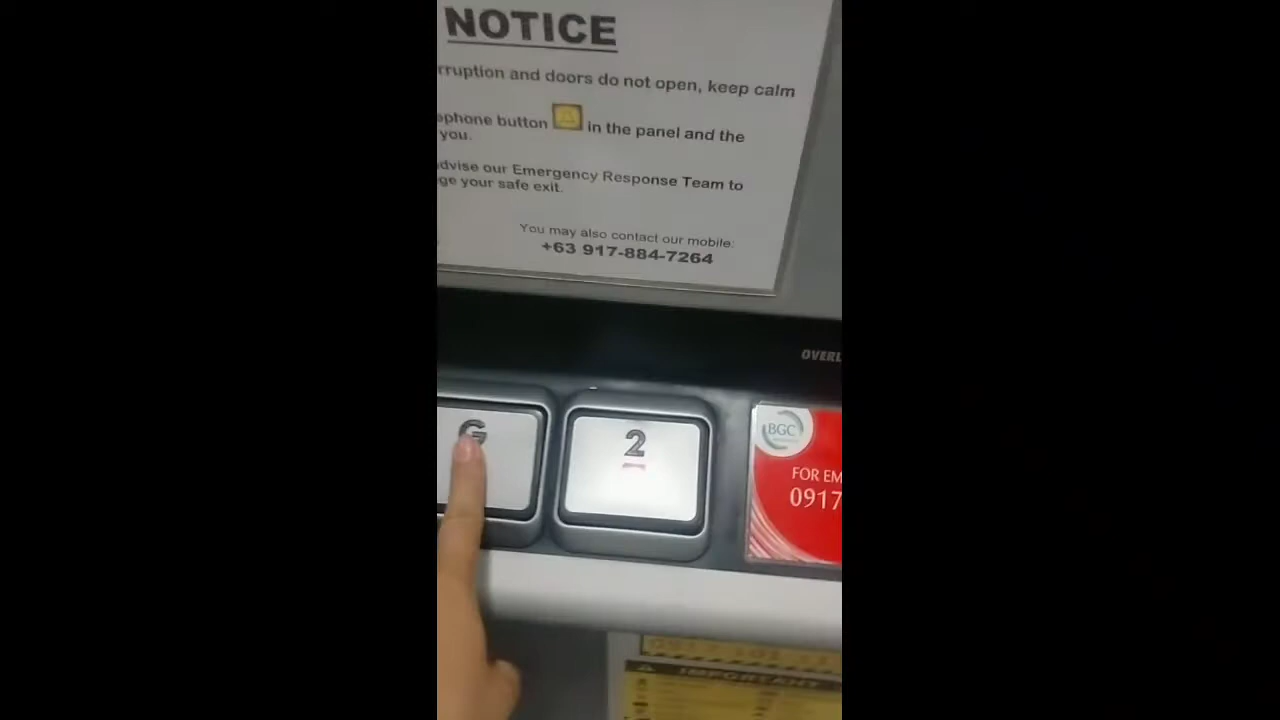 NOTICE
rruption and doors do not open, keep calm
ephone button in the panel and the
you.
advise our Emergency Response Team to
ge your safe exit.
You may also contact our mobile:
+63 917-884-7264
OVERL
G
2
BGC
FOR EM
0917
IMPORTANT